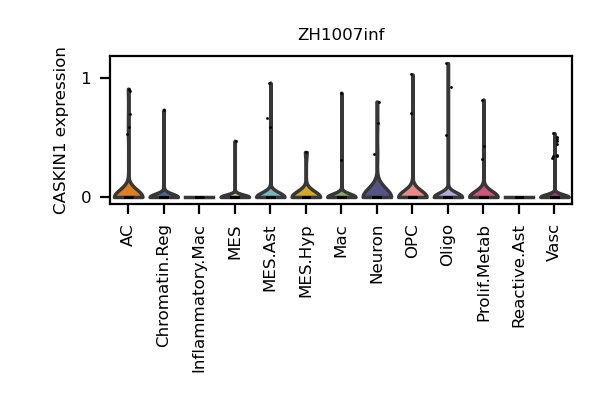 ZH1007inf
CASKIN1 expression
1
0
AC
Chromatin.Reg
Inflammatory.Mac
MES
MES.Ast
MES.Hyp
Mac
Neuron
OPC
Oligo
Prolif.Metab
Reactive.Ast
Vasc